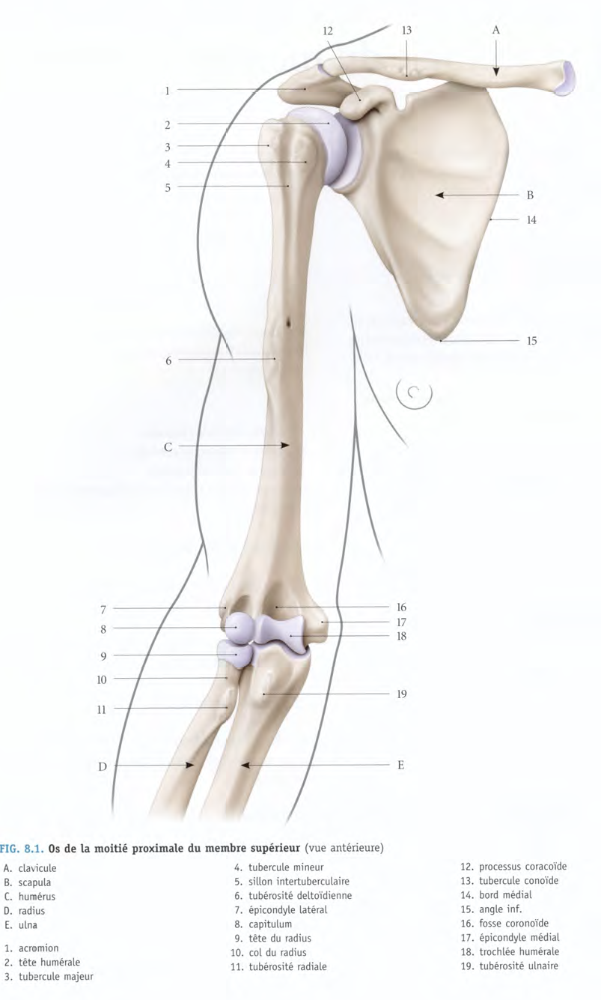 12 13 A
1
2
3
4
5
B
14
15
6
C
7 16
8 17
18
9
10
19
11
D E
FIG. 8.1. Os de la moitié proximale du membre supérieur (vue antérieure)
A. clavicule
B. scapula
C. humérus
D. radius
E. ulna
1. acromion
2. tête humérale
3. tubercule majeur
4. tubercule mineur
5. sillon intertuberculaire
6. tubérosité deltoïdienne
7. épicondyle latéral
8. capitulum
9. tête du radius
10. col du radius
11. tubérosité radiale
12. processus coracoïde
13. tubercule conoïde
14. bord médial
15. angle inf.
16. fosse coronoïde
17. épicondyle médial
18. trochlée humérale
19. tubérosité ulnaire